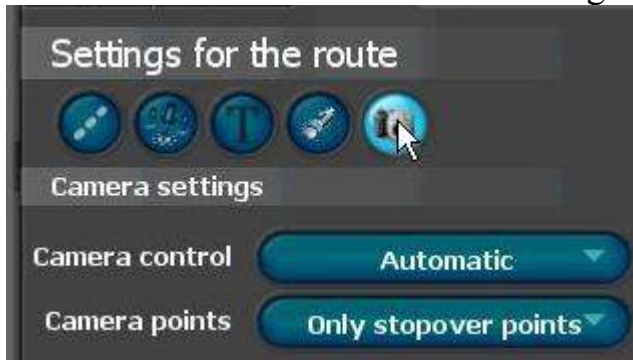 Settings for the route
T
Camera settings
Camera control Automatic
Camera points Only stopover points